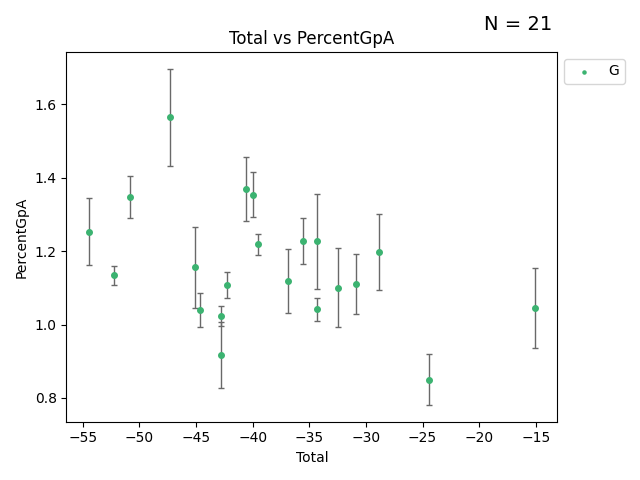 N = 21
Total vs PercentGpA
G
1.6
1.4
1.2
1.0
0.8
PercentGpA
−55 −50 −45 −40 −35 −30 −25 −20 −15
Total